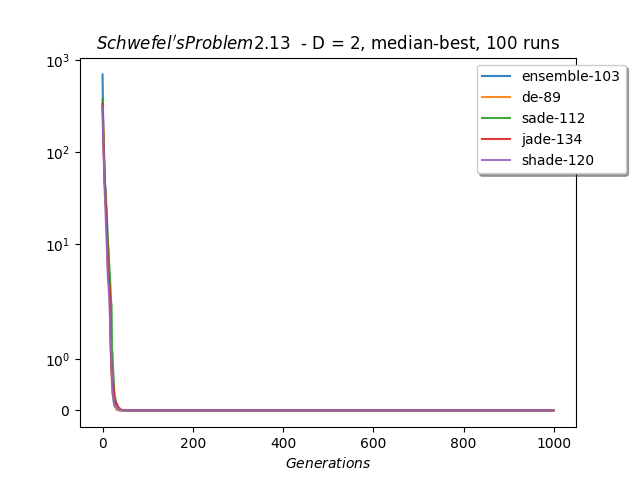 Schwefel'sProblem2.13 - D = 2, median-best, 100 runs
10³
10²
10¹
10⁰
0
ensemble-103
de-89
sade-112
jade-134
shade-120
0 200 400 600 800 1000
Generations